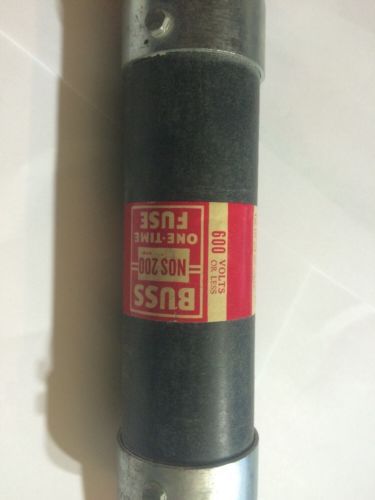 BUSS
NOS 200
ONE-TIME
FUSE
600 VOLTS
OR LESS